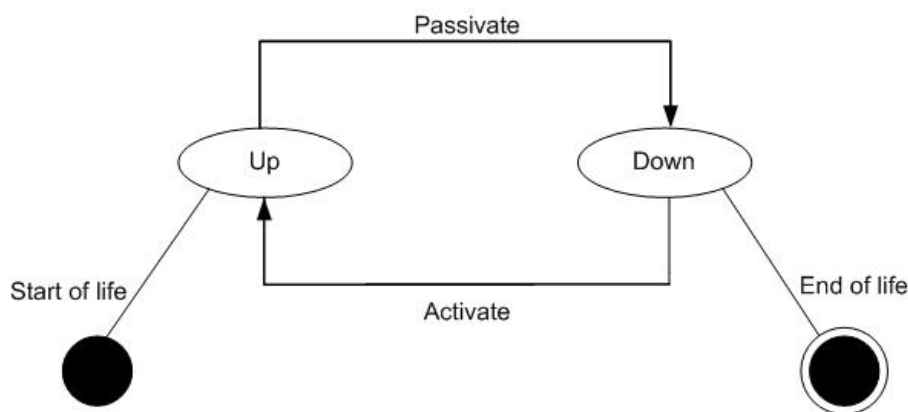 Passivate
Up
Down
Start of life
End of life
Activate